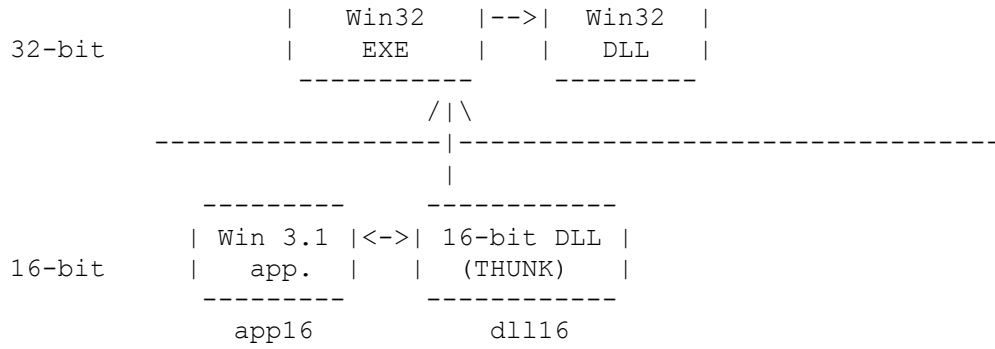 |   Win32   |-->|  Win32  |
32-bit             |    EXE    |   |   DLL   |
                    -----------     ---------
                         /|\
         ------------------|----------------------------------
                           |
            ---------     ------------
           | Win 3.1 |<->| 16-bit DLL |
16-bit     |   app.  |   |  (THUNK)   |
            ---------     ------------
              app16           dll16